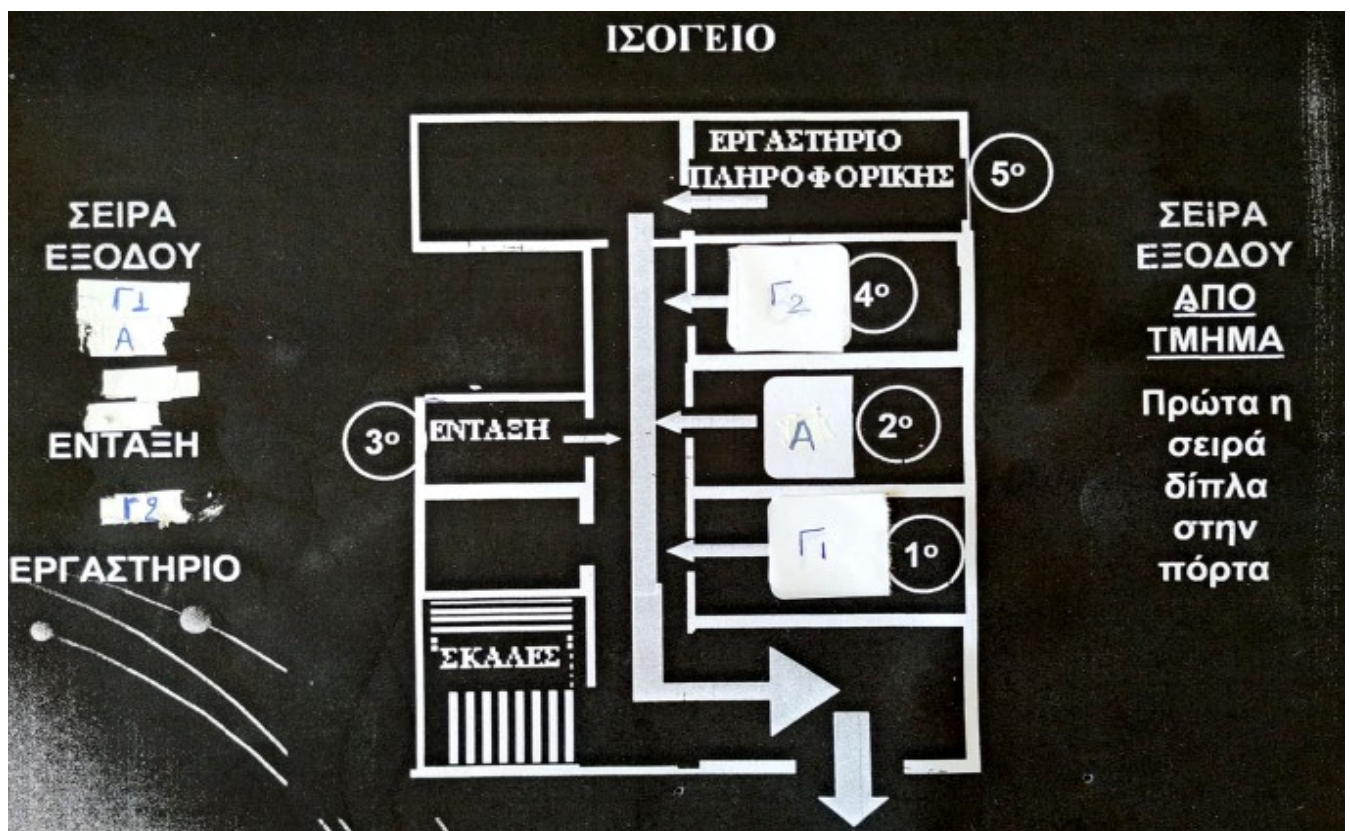 ΙΣΟΓΕΙΟ
ΣΕΙΡΑ
ΕΞΟΔΟΥ
Γ1
Α
ΕΝΤΑΞΗ
Γ2
ΕΡΓΑΣΤΗΡΙΟ
ΕΡΓΑΣΤΗΡΙΟ
ΠΛΗΡΟΦΟΡΙΚΗΣ
5ο
Γ2
4ο
3ο
ΕΝΤΑΞΗ
Α
2ο
Γ1
1ο
ΣΚΑΛΕΣ
ΣΕiΡΑ
ΕΞΟΔΟΥ
ΑΠΟ
ΤΜΗΜΑ
Πρώτα η
σειρά
δίπλα
στην
πόρτα